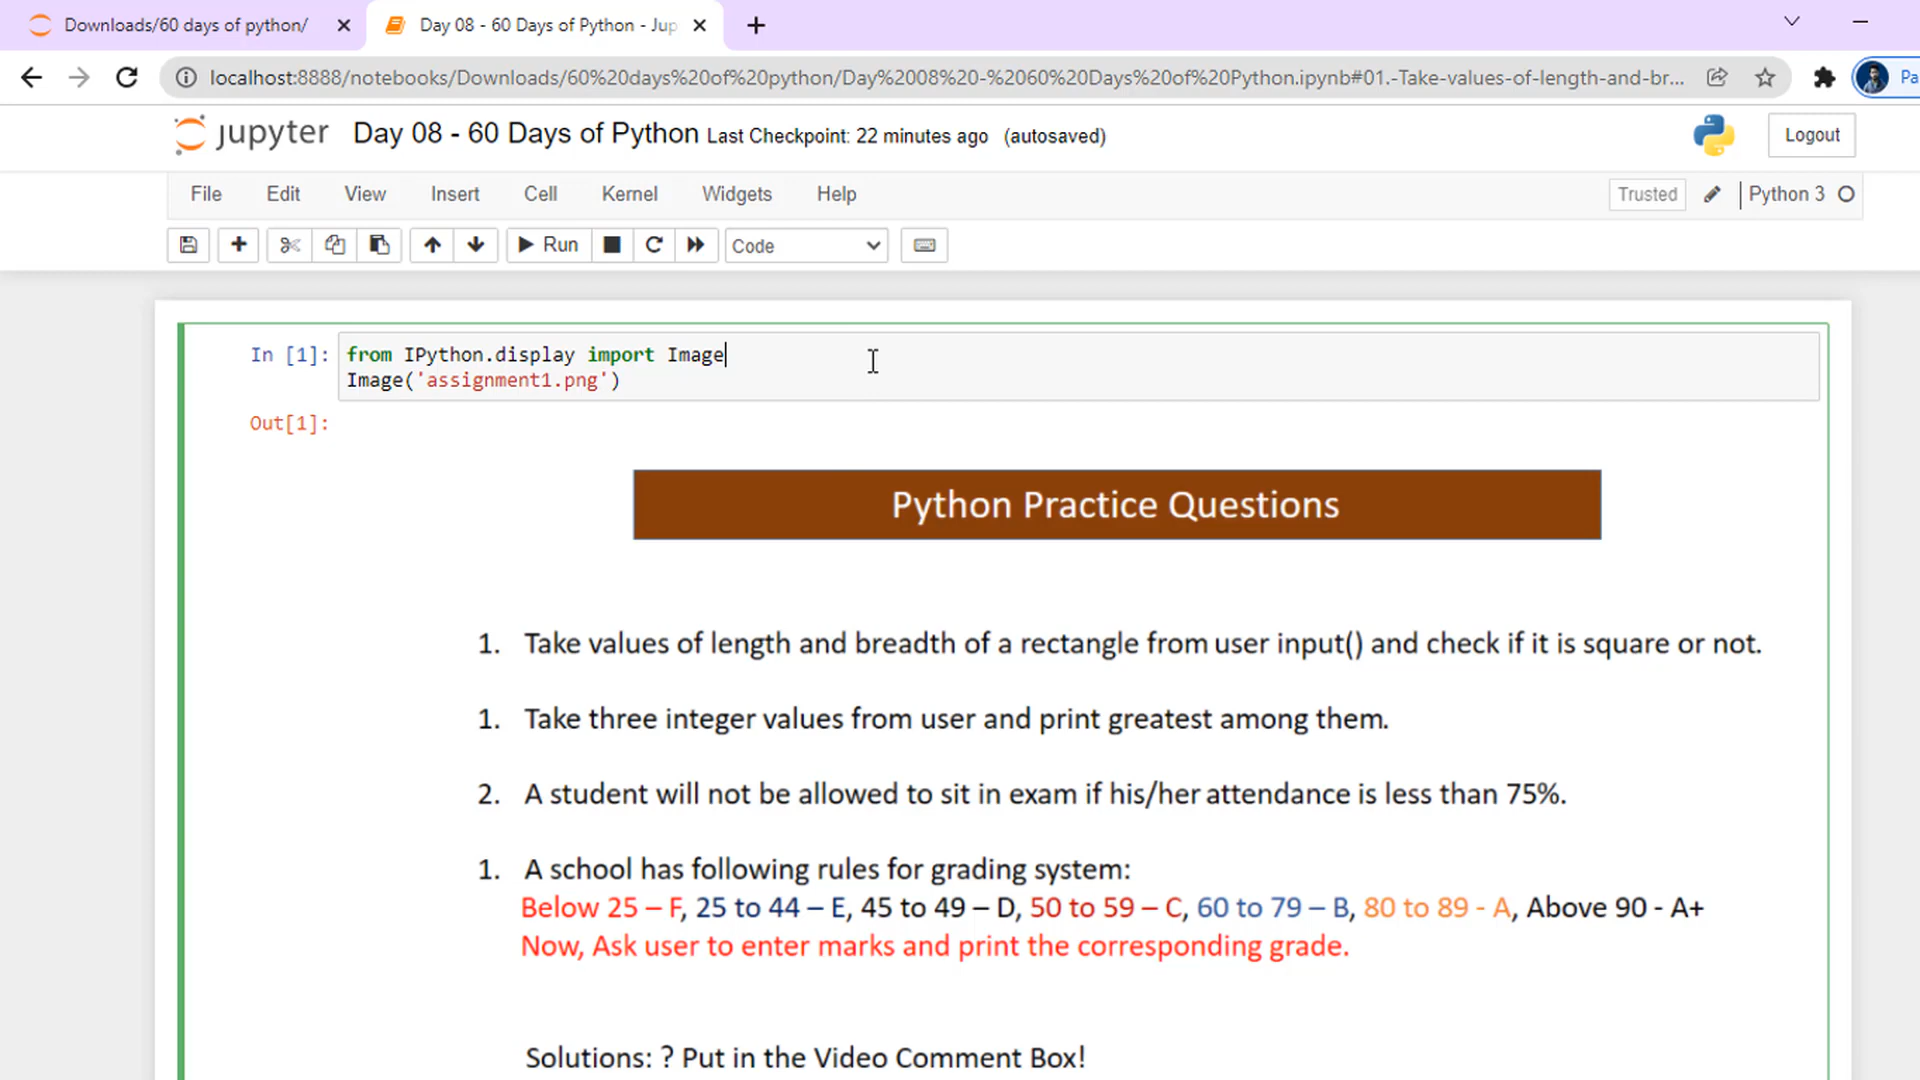 Downloads/60 days of python/
Day 08 - 60 Days of Python - Jup
localhost:8888/notebooks/Downloads/60%20days%20of%20python/Day%2008%20-%2060%20Days%20of%20Python.ipynb#01.-Take-values-of-length-and-br...
Pa
jupyter Day 08 - 60 Days of Python Last Checkpoint: 22 minutes ago (autosaved)
Logout
File Edit View Insert Cell Kernel Widgets Help
Trusted Python 3
Run Code
In [1]: from IPython.display import Image
Image('assignment1.png')
Out[1]:
Python Practice Questions
1. Take values of length and breadth of a rectangle from user input() and check if it is square or not.
1. Take three integer values from user and print greatest among them.
2. A student will not be allowed to sit in exam if his/her attendance is less than 75%.
1. A school has following rules for grading system:
Below 25 – F, 25 to 44 – E, 45 to 49 – D, 50 to 59 – C, 60 to 79 – B, 80 to 89 - A, Above 90 - A+
Now, Ask user to enter marks and print the corresponding grade.
Solutions: ? Put in the Video Comment Box!